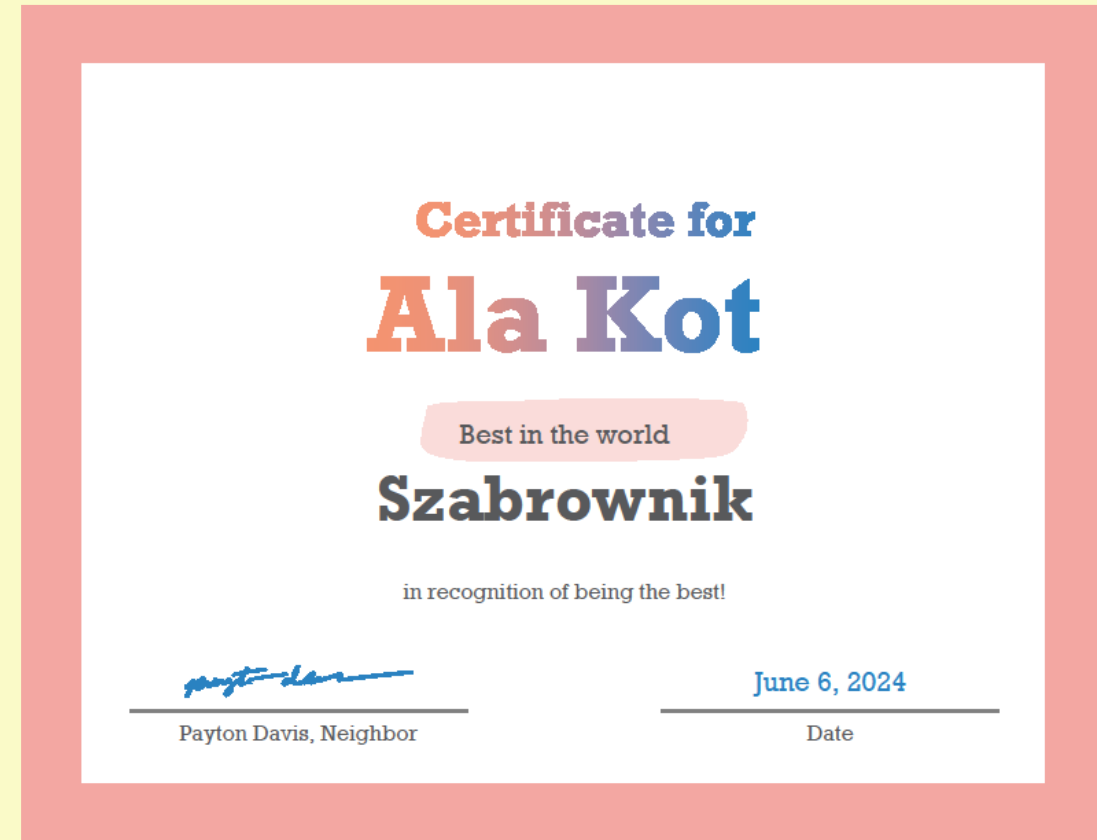 Certificate for
Ala Kot
Best in the world
Szabrownik
in recognition of being the best!
June 6, 2024
Payton Davis, Neighbor
Date